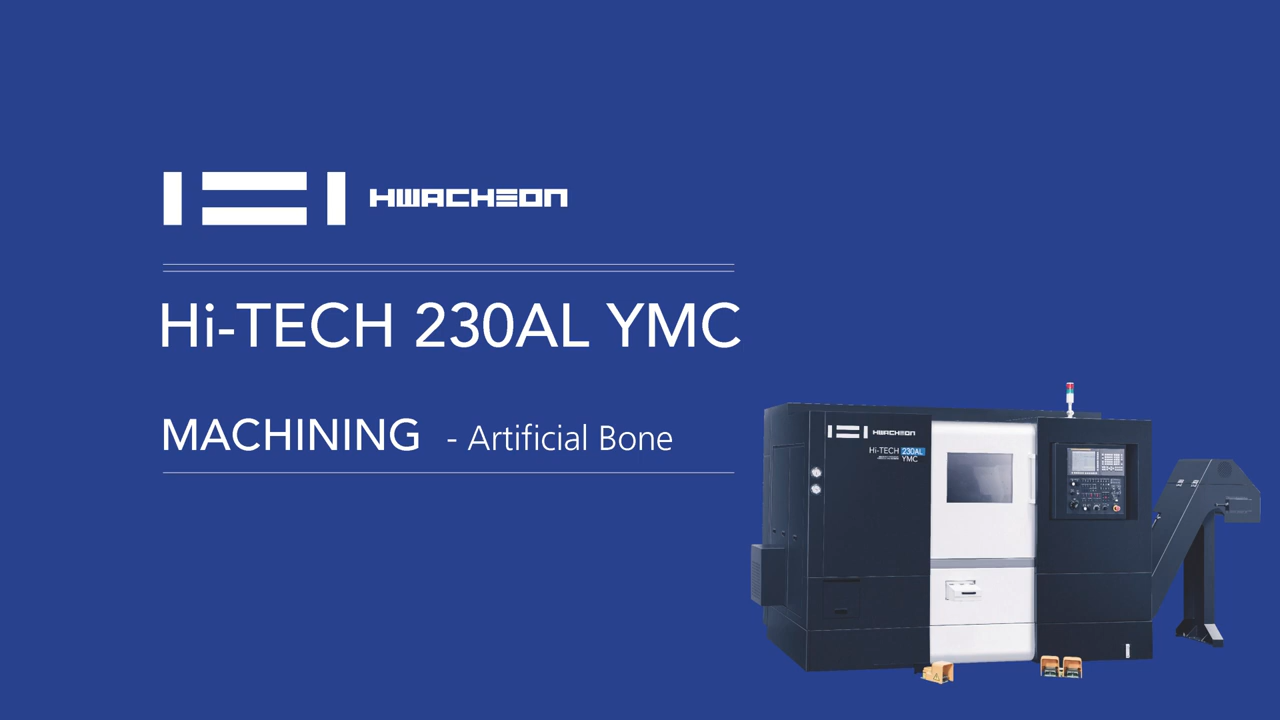 HWACHEON
Hi-TECH 230AL YMC
MACHINING - Artificial Bone
HWACHEON
Hi-TECH 230AL
YMC